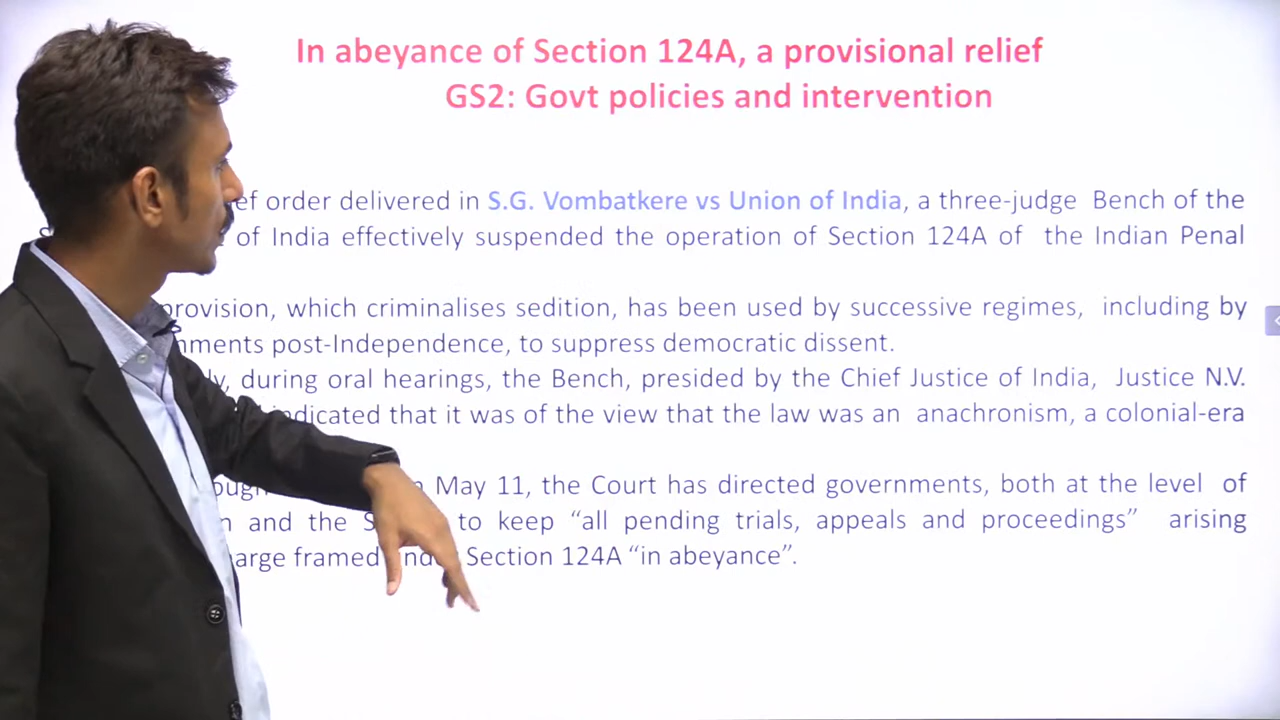 In abeyance of Section 124A, a provisional relief
GS2: Govt policies and intervention
order delivered in S.G. Vombatkere vs Union of India, a three-judge Bench of the
of India effectively suspended the operation of Section 124A of the Indian Penal
provision, which criminalises sedition, has been used by successive regimes, including by
post-Independence, to suppress democratic dissent.
during oral hearings, the Bench, presided by the Chief Justice of India, Justice N.V.
indicated that it was of the view that the law was an anachronism, a colonial-era
May 11, the Court has directed governments, both at the level of
and the to keep “all pending trials, appeals and proceedings” arising
framed Section 124A “in abeyance”.